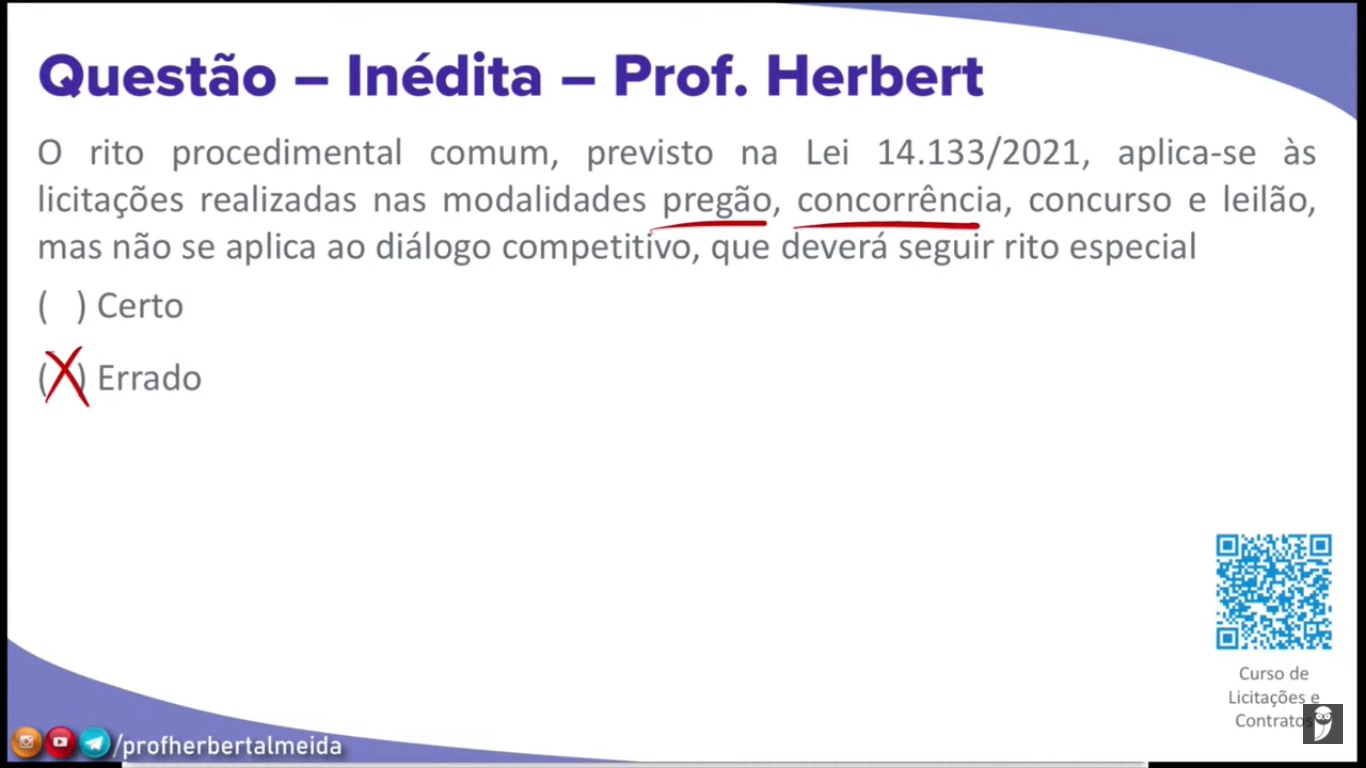 Questão – Inédita – Prof. Herbert
O rito procedimental comum, previsto na Lei 14.133/2021, aplica-se às
licitações realizadas nas modalidades pregão, concorrência, concurso e leilão,
mas não se aplica ao diálogo competitivo, que deverá seguir rito especial
( ) Certo
(X) Errado
Curso de
Licitações e
Contratos
/profherbertalmeida